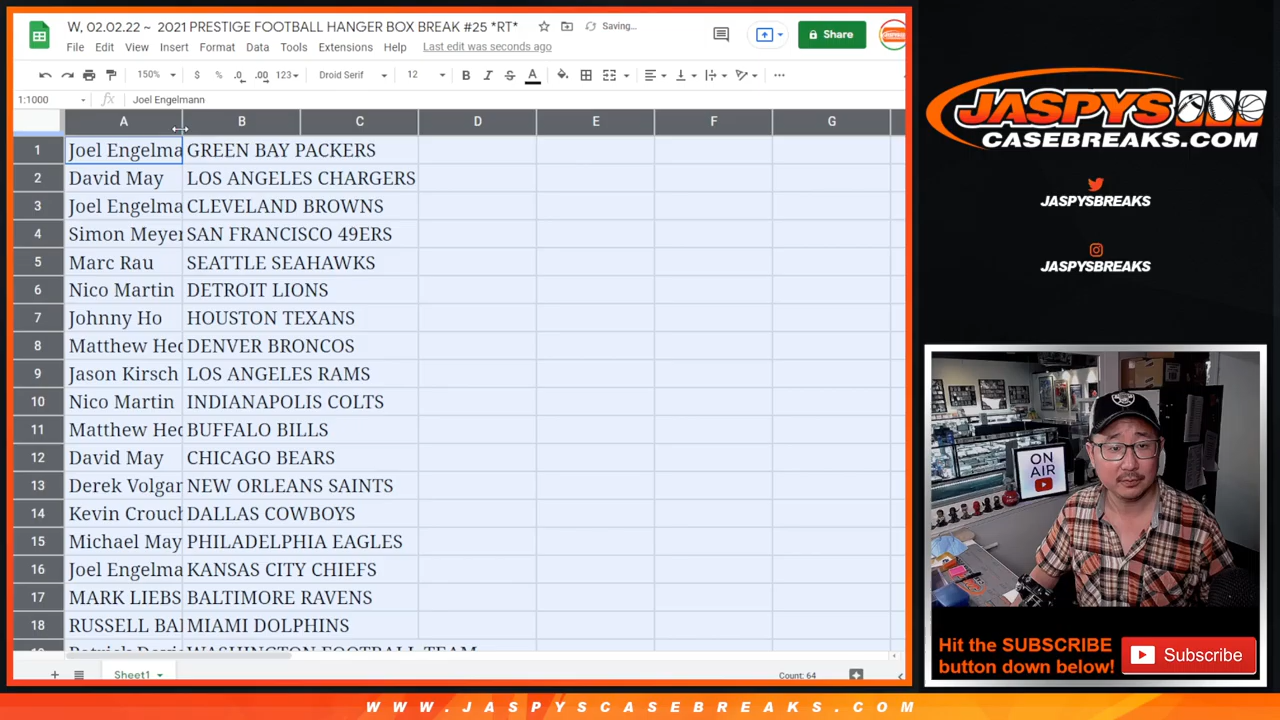 W, 02.02.22 ~ 2021 PRESTIGE FOOTBALL HANGER BOX BREAK #25 *RT*
Saving...
File Edit View Insert Format Data Tools Extensions Help Last edit was seconds ago
Share
150% $ % .0 .00 123 Droid Serif 12 B I S A
1:1000 fx Joel Engelmann
A B C D E F G
1 Joel Engelma GREEN BAY PACKERS
2 David May LOS ANGELES CHARGERS
3 Joel Engelma CLEVELAND BROWNS
4 Simon Meyer SAN FRANCISCO 49ERS
5 Marc Rau SEATTLE SEAHAWKS
6 Nico Martin DETROIT LIONS
7 Johnny Ho HOUSTON TEXANS
8 Matthew Hec DENVER BRONCOS
9 Jason Kirsch LOS ANGELES RAMS
10 Nico Martin INDIANAPOLIS COLTS
11 Matthew Hec BUFFALO BILLS
12 David May CHICAGO BEARS
13 Derek Volgar NEW ORLEANS SAINTS
14 Kevin Crouch DALLAS COWBOYS
15 Michael May PHILADELPHIA EAGLES
16 Joel Engelma KANSAS CITY CHIEFS
17 MARK LIEBS BALTIMORE RAVENS
18 RUSSELL BA MIAMI DOLPHINS
WASHINGTON FOOTBALL TEAM
Sheet1
Count: 64
JASPYS
CASEBREAKS.COM
JASPYSBREAKS
JASPYSBREAKS
ON
AIR
Hit the SUBSCRIBE
button down below!
Subscribe
WWW.JASPYSCASEBREAKS.COM